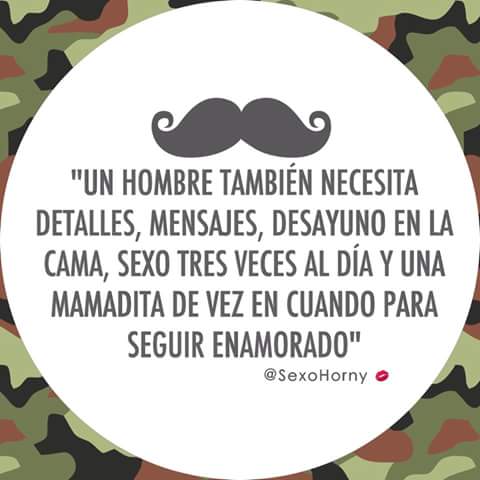 "UN HOMBRE TAMBIÉN NECESITA
DETALLES, MENSAJES, DESAYUNO EN LA
CAMA, SEXO TRES VECES AL DÍA Y UNA
MAMADITA DE VEZ EN CUANDO PARA
SEGUIR ENAMORADO"
@SexoHorny